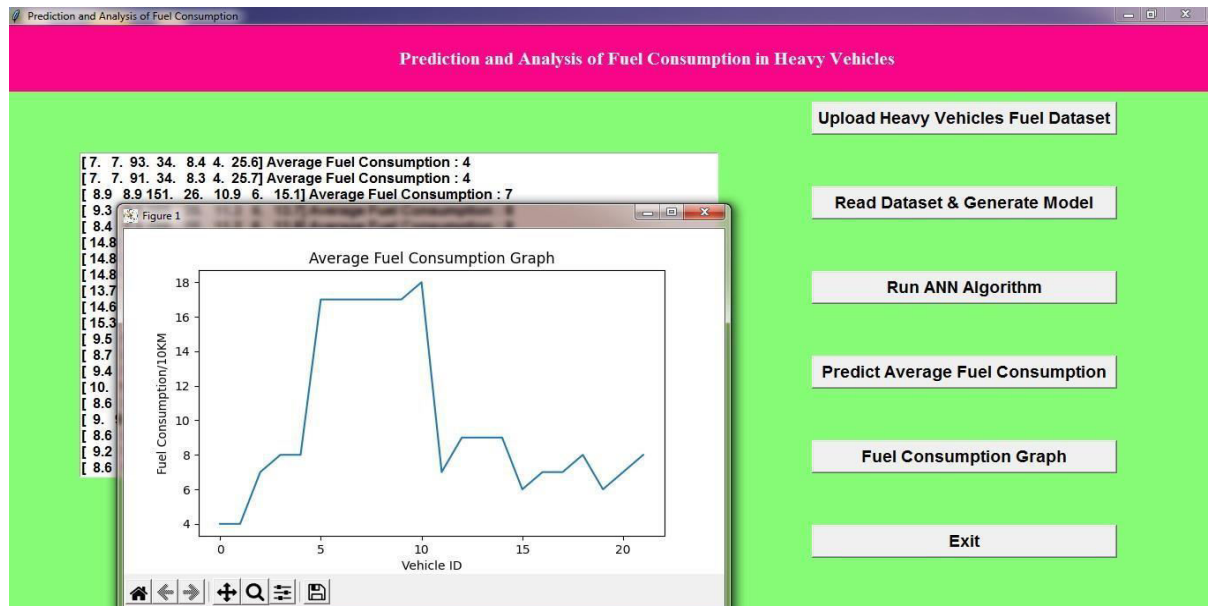 Prediction and Analysis of Fuel Consumption
Prediction and Analysis of Fuel Consumption in Heavy Vehicles
Upload Heavy Vehicles Fuel Dataset
Read Dataset & Generate Model
Run ANN Algorithm
Predict Average Fuel Consumption
Fuel Consumption Graph
Exit
[ 7. 7. 93. 34. 8.4 4. 25.6] Average Fuel Consumption : 4
[ 7. 7. 91. 34. 8.3 4. 25.7] Average Fuel Consumption : 4
[ 8.9 8.9 151. 26. 10.9 6. 15.1] Average Fuel Consumption : 7
[ 9.3
[ 8.4
[ 14.8
[ 14.8
[ 14.8
[ 13.7
[ 14.6
[ 15.3
[ 9.5
[ 8.7
[ 9.4
[ 10.
[ 8.6
[ 9.
[ 8.6
[ 9.2
[ 8.6
Figure 1
Average Fuel Consumption Graph
Fuel Consumption/10KM
18
16
14
12
10
8
6
4
0 5 10 15 20
Vehicle ID